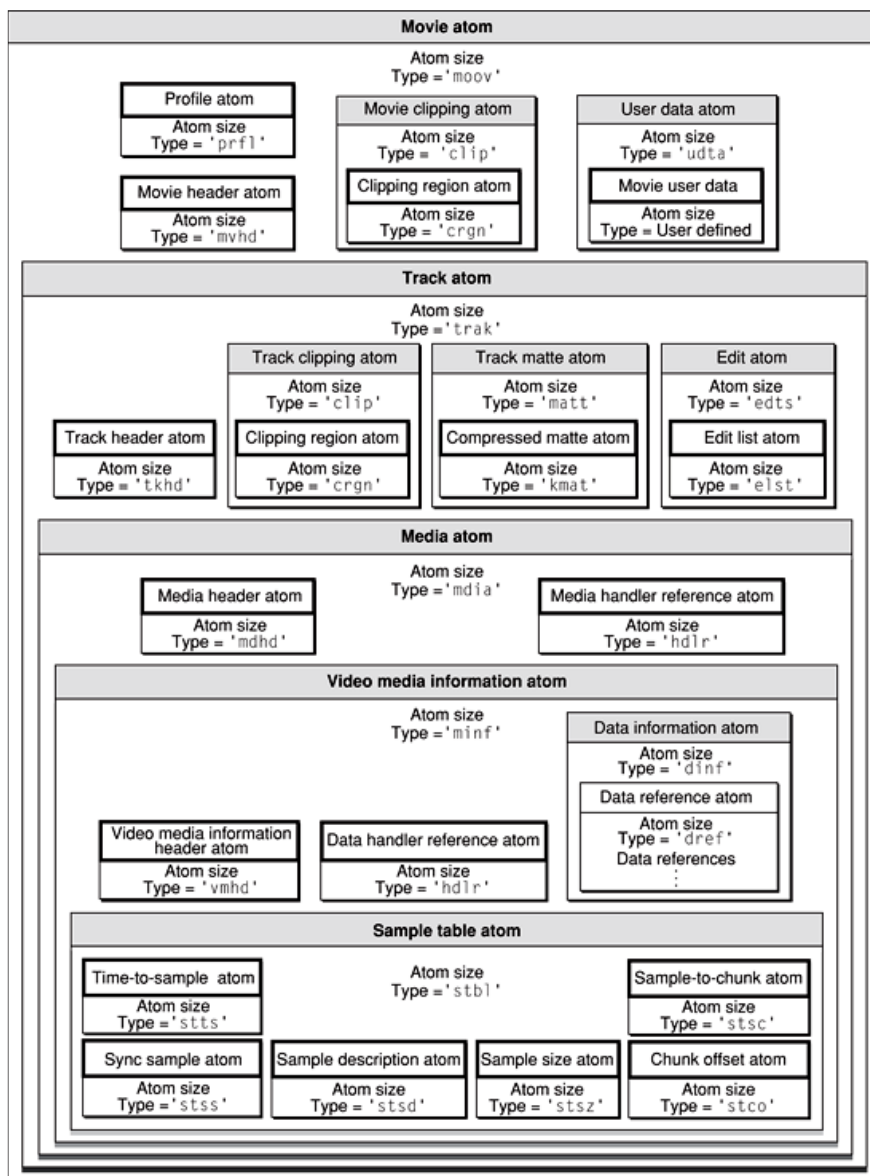 Movie atom
Atom size
Type ='moov'
Profile atom
Atom size
Type = 'prfl'
Movie header atom
Atom size
Type = 'mvhd'
Movie clipping atom
Atom size
Type = 'clip'
Clipping region atom
Atom size
Type = 'crgn'
User data atom
Atom size
Type = 'udta'
Movie user data
Atom size
Type = User defined
Track atom
Atom size
Type ='trak'
Track header atom
Atom size
Type = 'tkhd'
Track clipping atom
Atom size
Type = 'clip'
Clipping region atom
Atom size
Type = 'crgn'
Track matte atom
Atom size
Type = 'matt'
Compressed matte atom
Atom size
Type = 'kmat'
Edit atom
Atom size
Type = 'edts'
Edit list atom
Atom size
Type = 'elst'
Media atom
Atom size
Type ='mdia'
Media header atom
Atom size
Type = 'mdhd'
Media handler reference atom
Atom size
Type = 'hdlr'
Video media information atom
Atom size
Type ='minf'
Video media information
header atom
Atom size
Type = 'vmhd'
Data handler reference atom
Atom size
Type = 'hdlr'
Data information atom
Atom size
Type = 'dinf'
Data reference atom
Atom size
Type = 'dref'
Data references
⋮
Sample table atom
Atom size
Type ='stbl'
Time-to-sample atom
Atom size
Type ='stts'
Sample-to-chunk atom
Atom size
Type = 'stsc'
Sync sample atom
Atom size
Type ='stss'
Sample description atom
Atom size
Type = 'stsd'
Sample size atom
Atom size
Type ='stsz'
Chunk offset atom
Atom size
Type = 'stco'